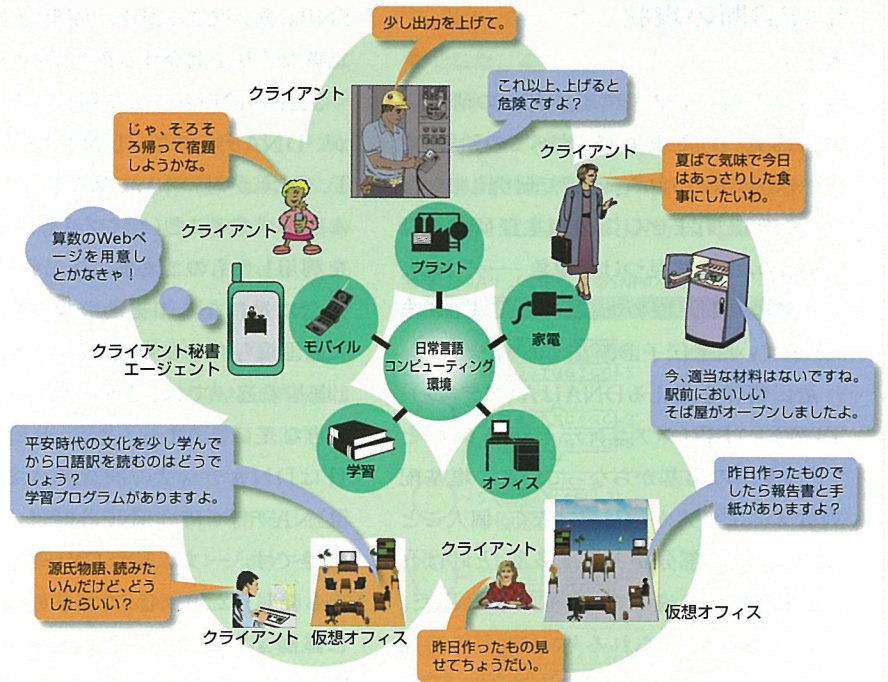 少し出力を上げて。
クライアント
これ以上、上げると
危険ですよ？
じゃ、そろそ
ろ帰って宿題
しようかな。
クライアント
クライアント
夏ばて気味で今日
はあっさりした食
事にしたいわ。
算数のWebペ
ージを用意し
とかなきゃ！
クライアント秘書
エージェント
プラント
モバイル
家電
日常言語
コンピューティング
環境
学習
オフィス
今、適当な材料はないですね。
駅前においしい
そば屋がオープンしましたよ。
平安時代の文化を少し学んで
から口語訳を読むのはどうで
しょう？
学習プログラムがありますよ。
昨日作ったもので
したら報告書と手
紙がありますよ？
源氏物語、読みた
いんだけど、どう
したらいい？
クライアント
仮想オフィス
クライアント
仮想オフィス
昨日作ったもの見
せてちょうだい。